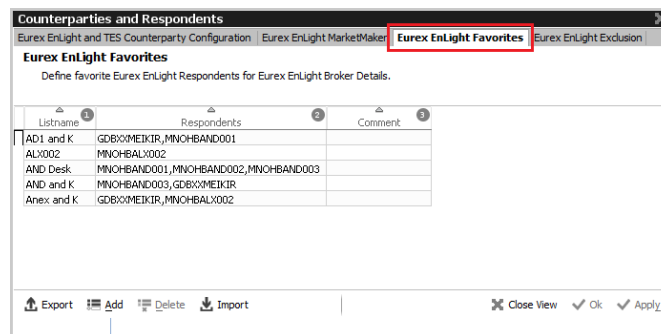 Counterparties and Respondents
Eurex EnLight and TES Counterparty Configuration Eurex EnLight MarketMaker Eurex EnLight Favorites Eurex EnLight Exclusion
Eurex EnLight Favorites
Define favorite Eurex EnLight Respondents for Eurex EnLight Broker Details.
Listname 1 Respondents 2 Comment 3
AD1 and K GDBXXMEIKIR,MNOHBAND001
ALX002 MNOHBALX002
AND Desk MNOHBAND001,MNOHBAND002,MNOHBAND003
AND and K MNOHBAND003,GDBXXMEIKIR
Anex and K GDBXXMEIKIR,MNOHBALX002
Export Add Delete Import Close View Ok Apply